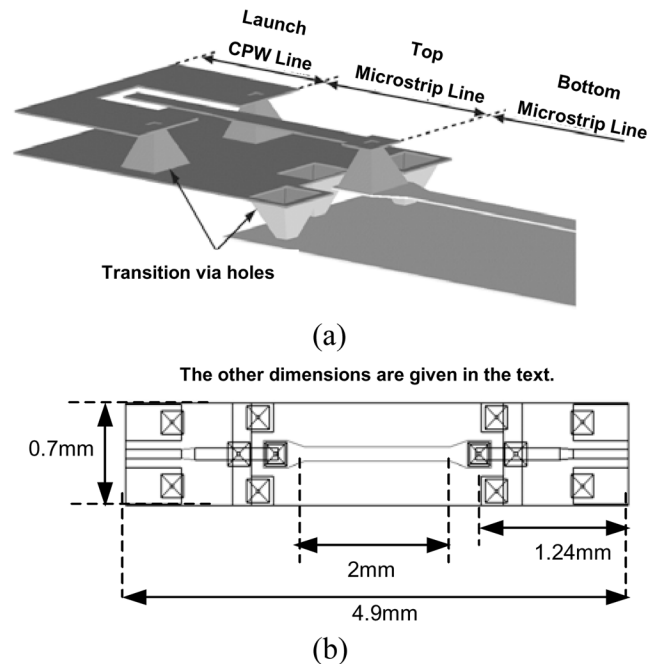 Launch
CPW Line
Top
Microstrip Line
Bottom
Microstrip Line
Transition via holes
(a)
The other dimensions are given in the text.
0.7mm
1.24mm
2mm
4.9mm
(b)